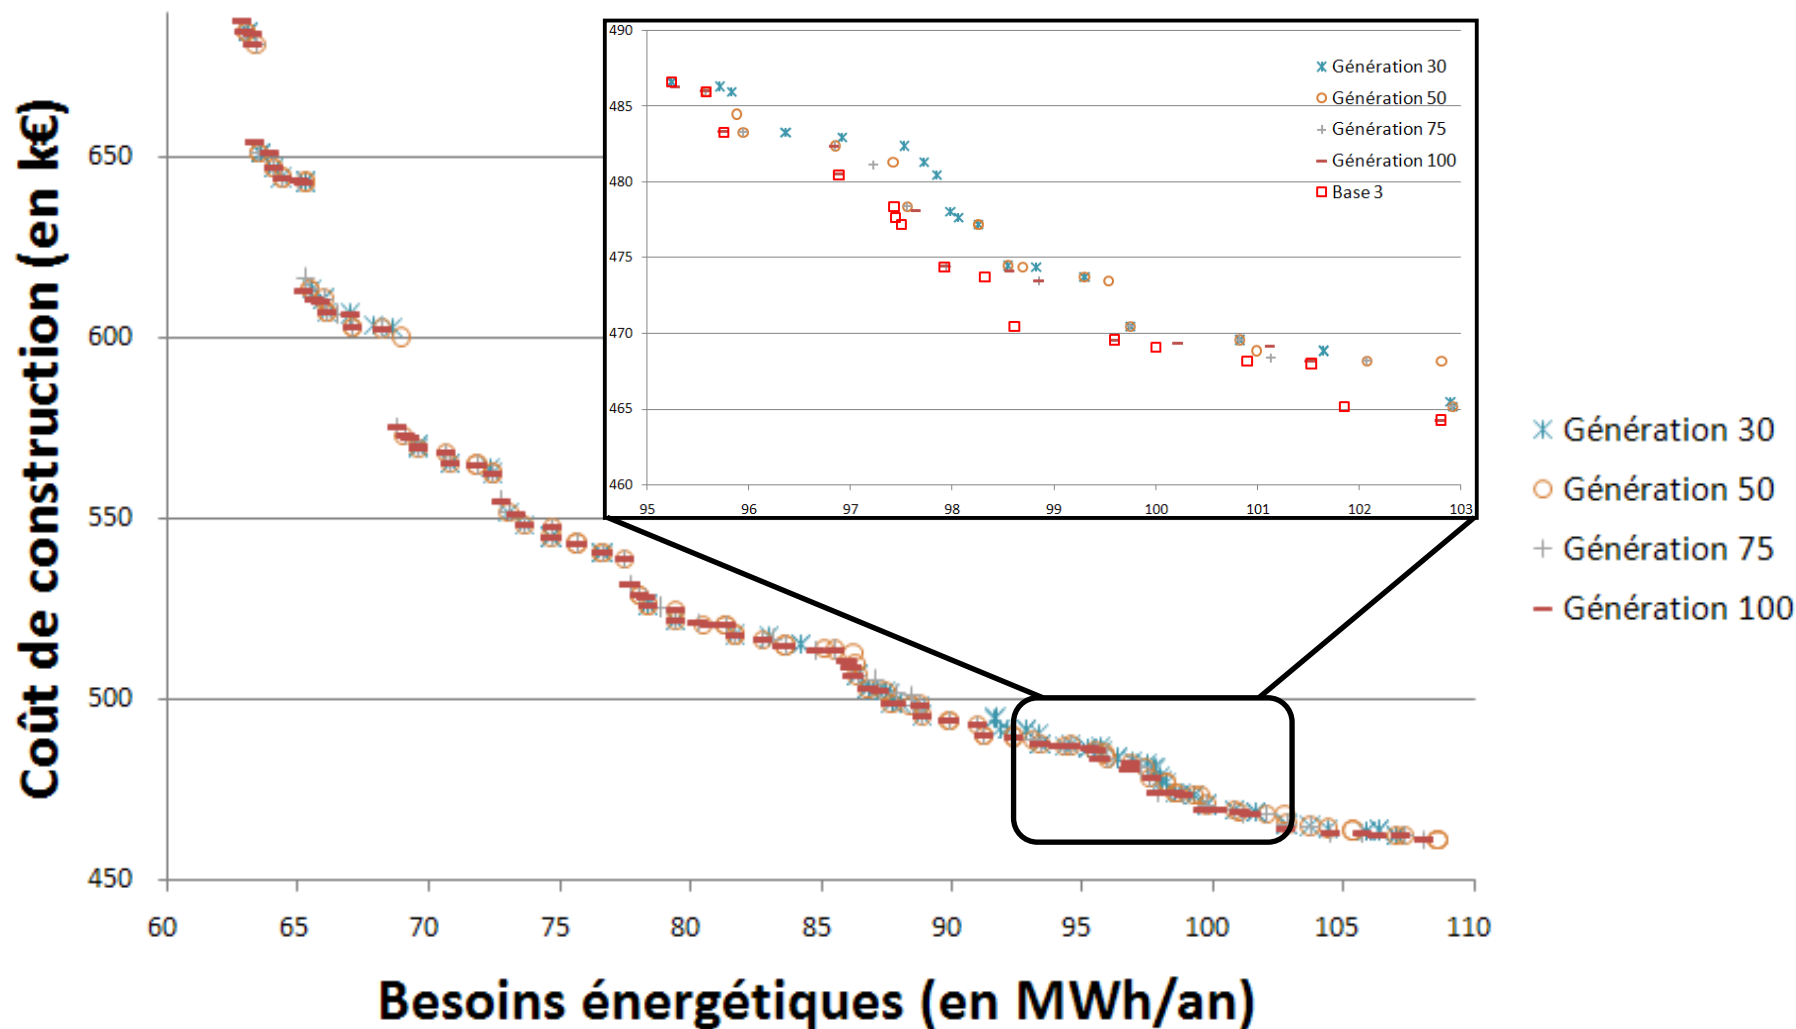 Coût de construction (en k€)
650
600
550
500
450
60 65 70 75 80 85 90 95 100 105 110
Besoins énergétiques (en MWh/an)
490
485
480
475
470
465
460
95 96 97 98 99 100 101 102 103
Génération 30
Génération 50
Génération 75
Génération 100
Base 3
Génération 30
Génération 50
Génération 75
Génération 100